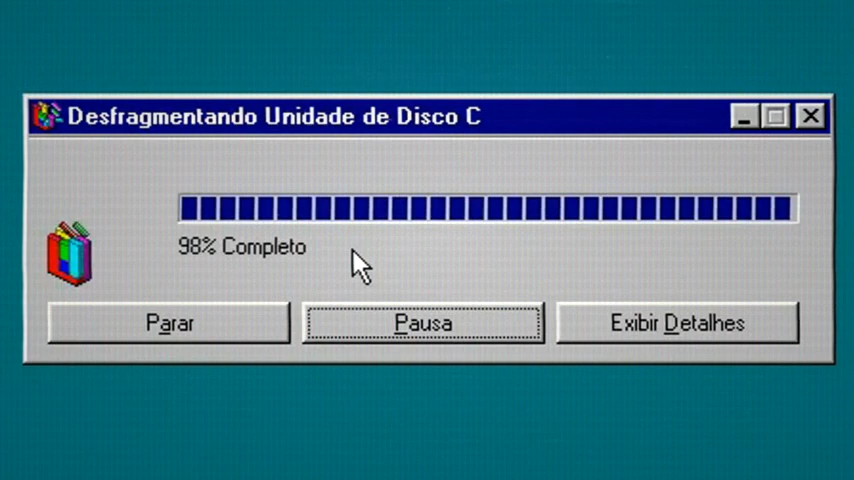 Desfragmentando Unidade de Disco C
98% Completo
Parar
Pausa
Exibir Detalhes